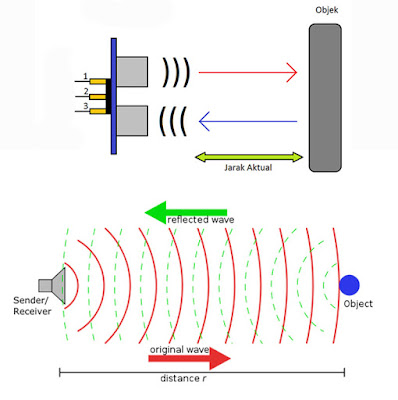 Objek
1
2
3
Jarak Aktual
reflected wave
Sender/
Receiver
Object
original wave
distance r